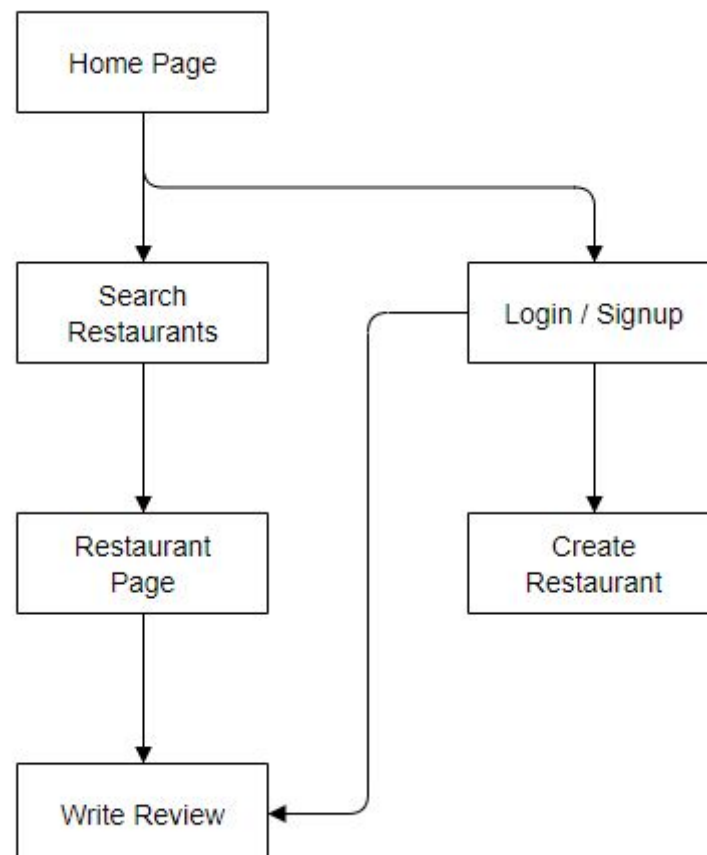 Home Page
Search
Restaurants
Login / Signup
Restaurant
Page
Create
Restaurant
Write Review